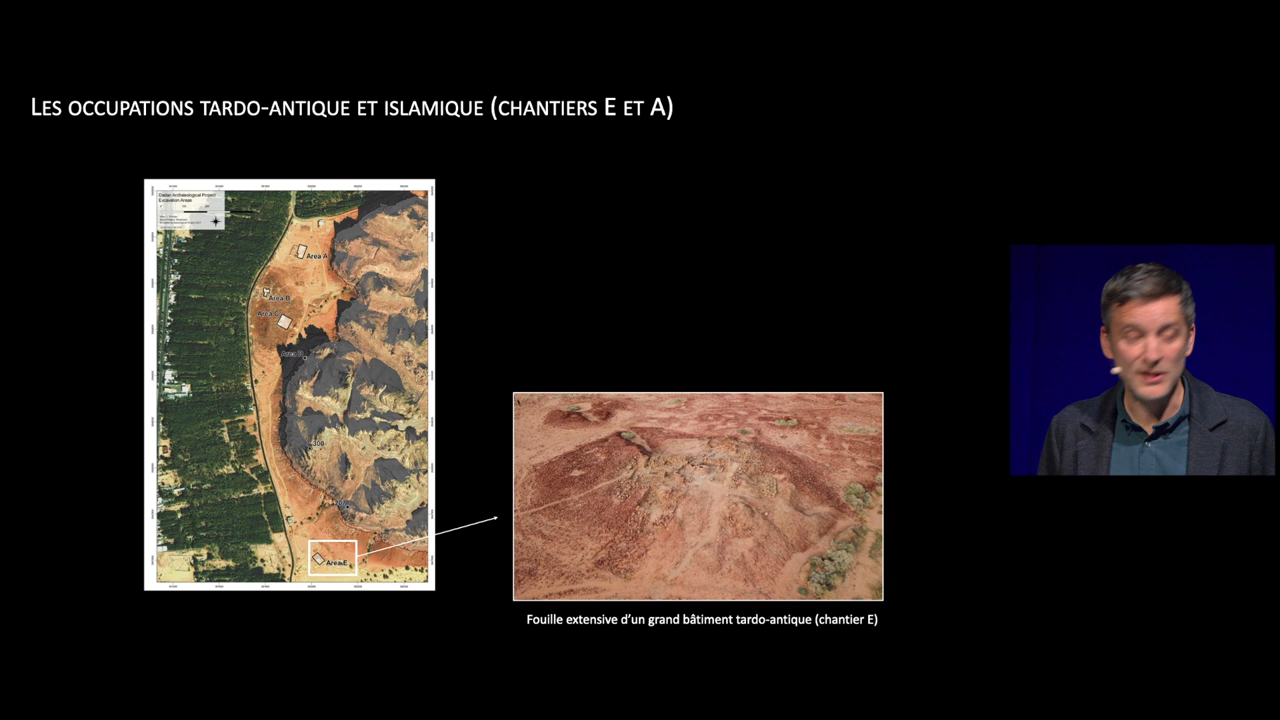 LES OCCUPATIONS TARDO-ANTIQUE ET ISLAMIQUE (CHANTIERS E ET A)
Dadan Archaeological Project
Excavation Areas
Area A
Area B
Area C
Area D
300
Area E
Fouille extensive d'un grand bâtiment tardo-antique (chantier E)